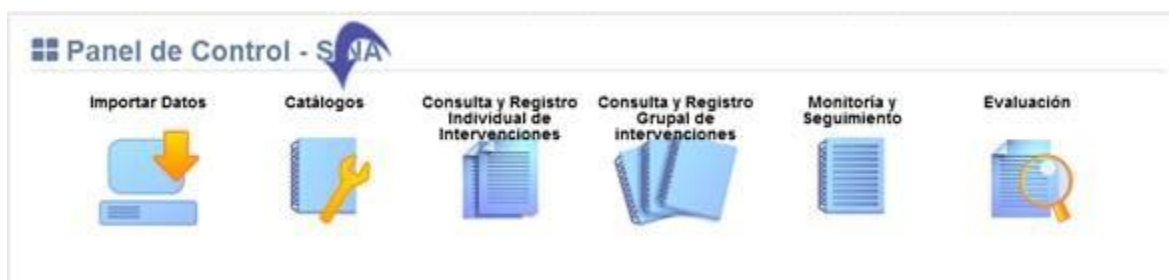 Panel de Control - SINA
Importar Datos
Catálogos
Consulta y Registro
Individual de
Intervenciones
Consulta y Registro
Grupal de
intervenciones
Monitoría y
Seguimiento
Evaluación